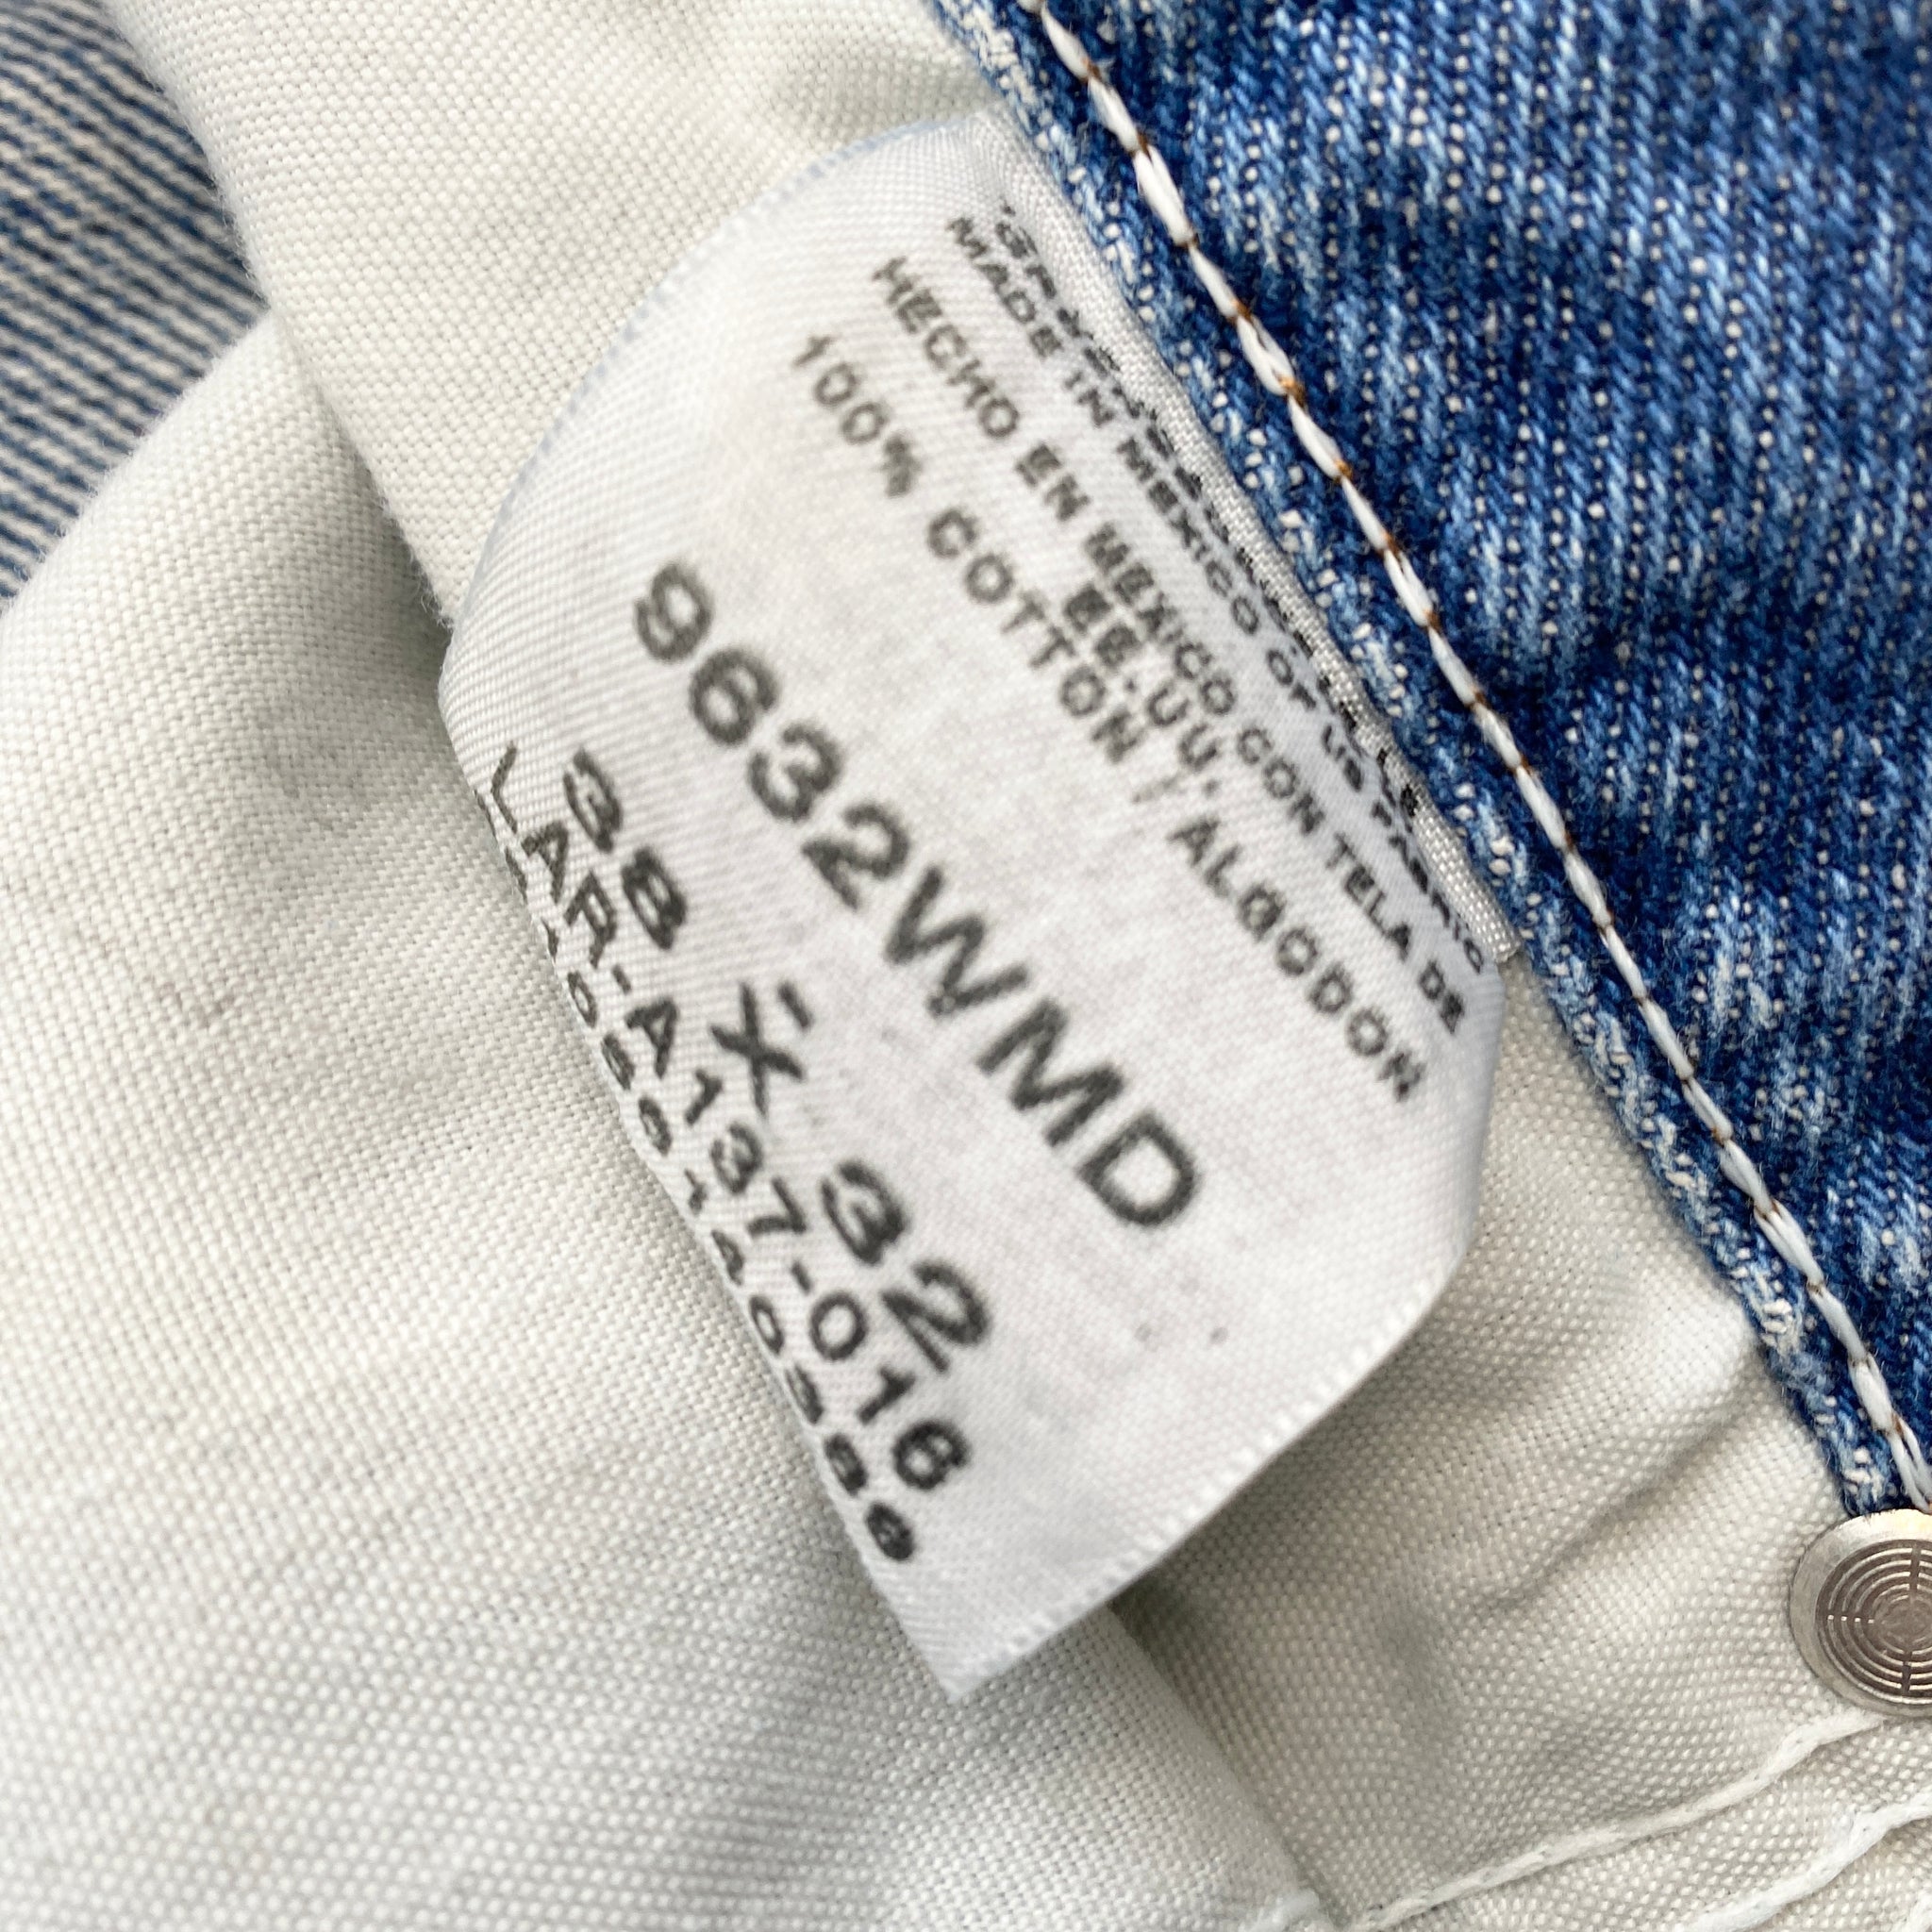 MADE IN MEXICO OF US FABRIC
HECHO EN MEXICO CON TELA DE
EE.UU.
100% COTTON / ALGODON
9632WMD
38 X 32
LAR-A137-016